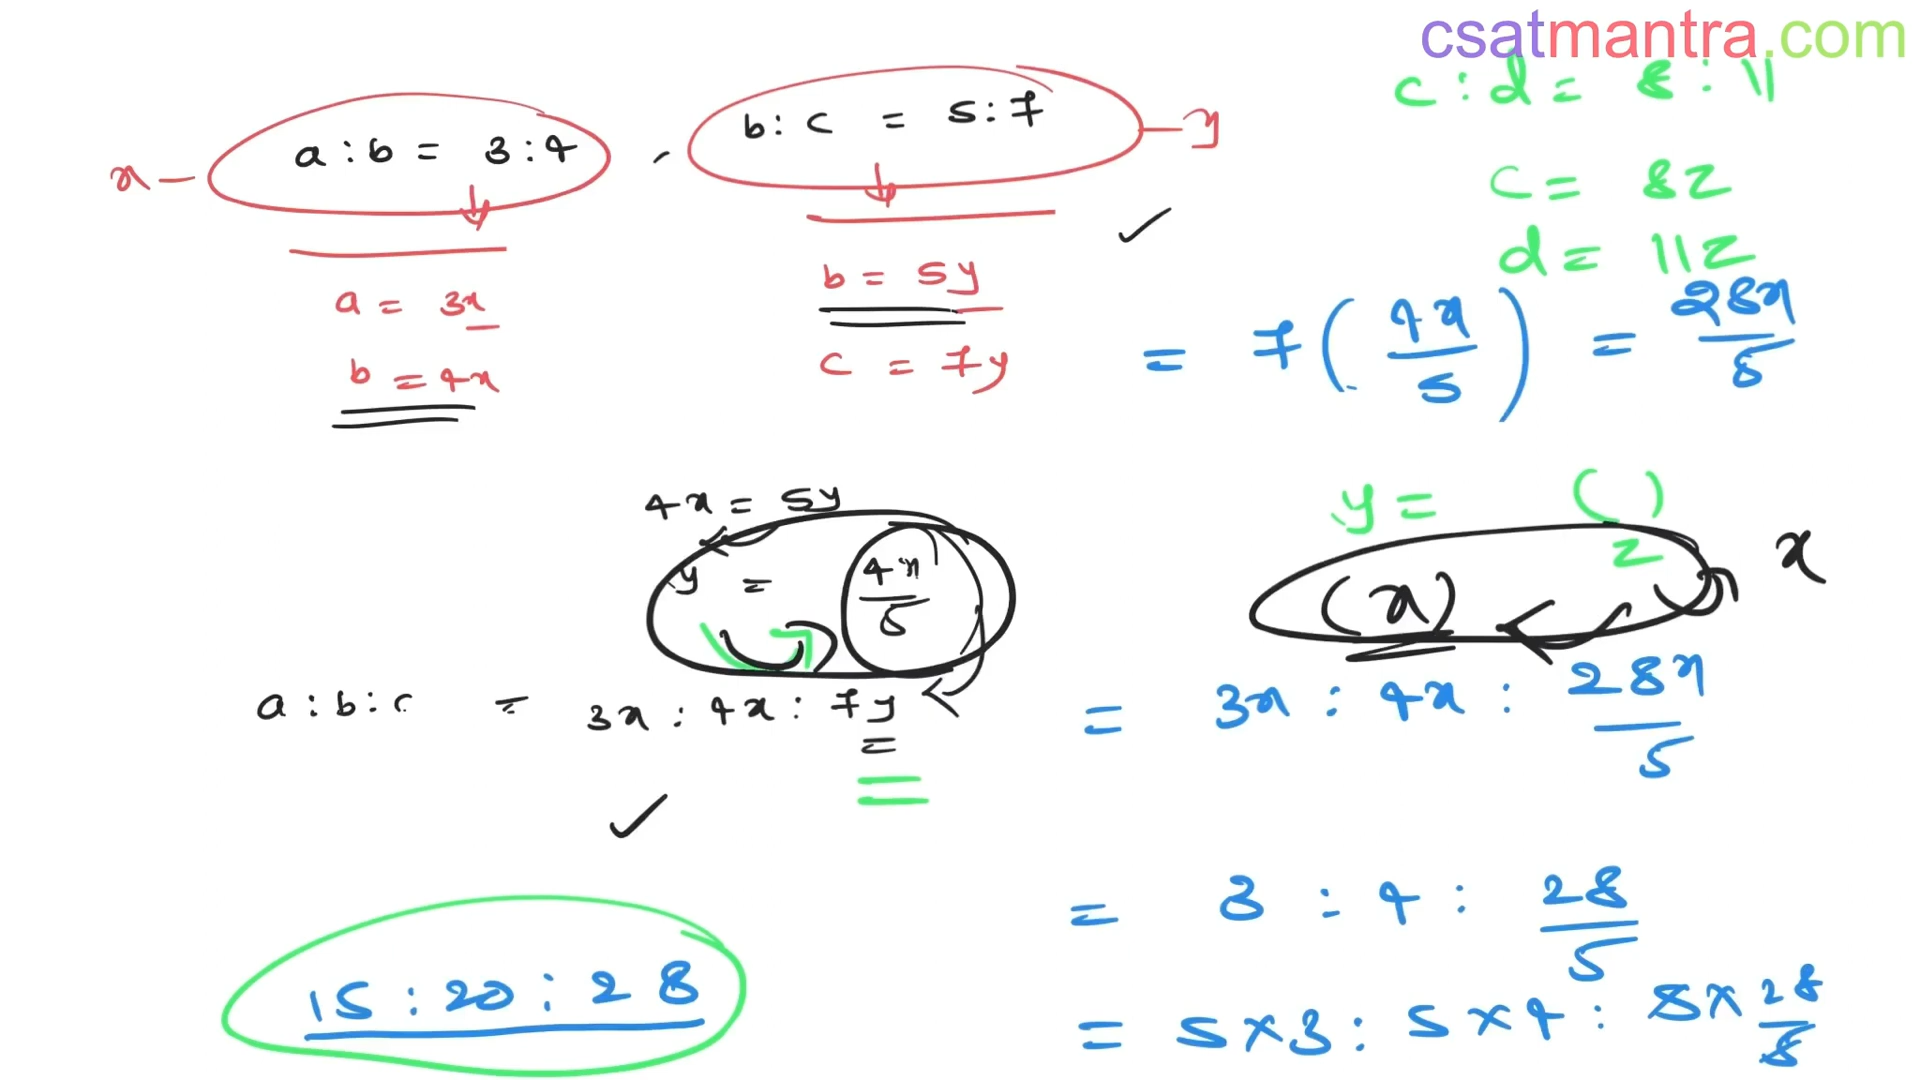 csatmantra.com
c : d = 8 : 11
a : b = 3 : 4 , b : c = 5 : 7
x — — y
c = 8z
d = 11z
a = 3x
b = 4x
b = 5y
c = 7y
= 7 ( 4x / 5 ) = 28x / 5
4x = 5y
y = 4x / 5
y = ( ) z
(x) x
a : b : c = 3x : 4x : 7y
= 3x : 4x : 28x / 5
= 3 : 4 : 28 / 5
= 5 × 3 : 5 × 4 : 5 × 28 / 5
15 : 20 : 28